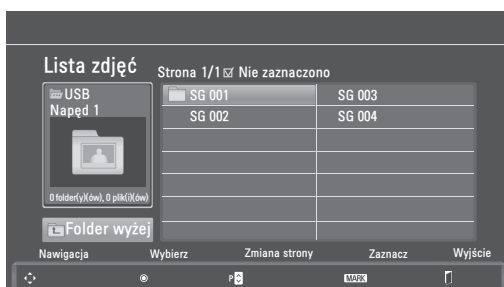 Lista zdjęć
Strona 1/1 Nie zaznaczono
USB
Napęd 1
0 folder(y)(ów), 0 plik(i)(ów)
Folder wyżej
SG 001 SG 003
SG 002 SG 004
Nawigacja Wybierz Zmiana strony Zaznacz Wyjście
P MARK